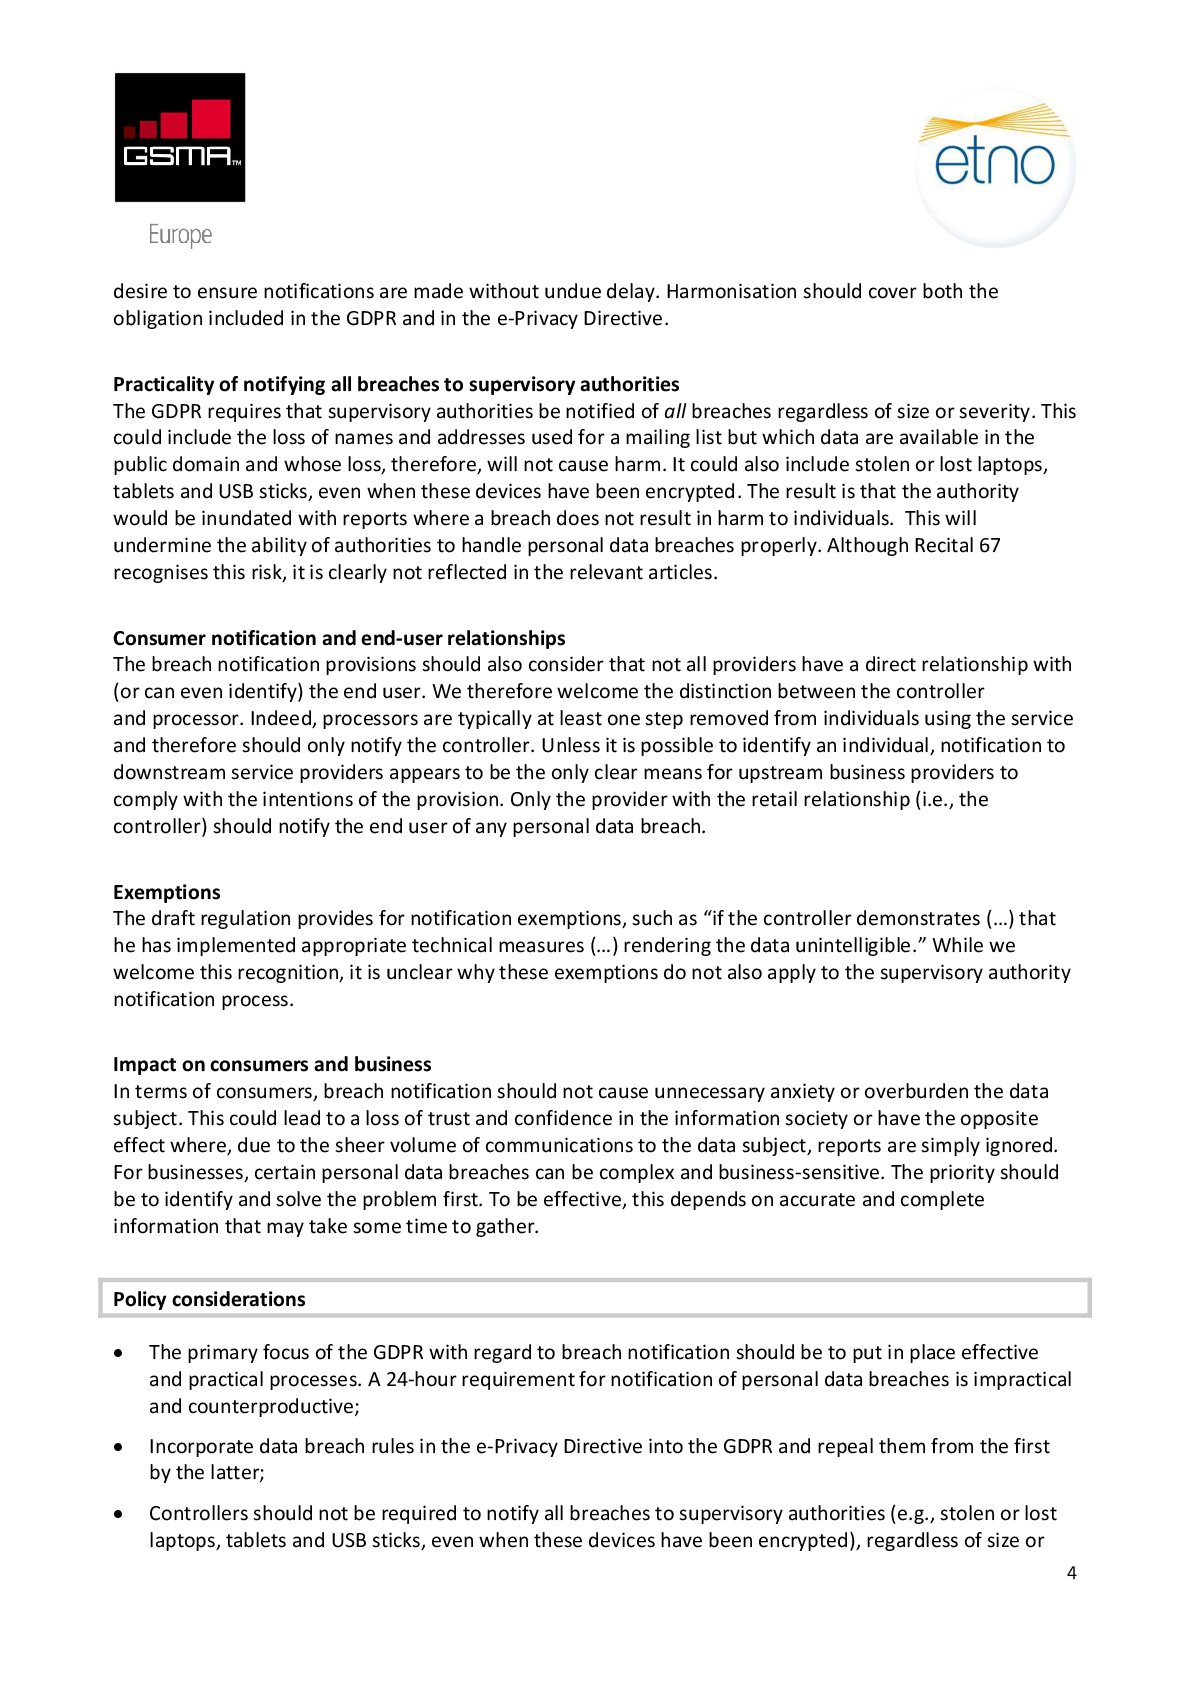 GSMA™
etno
Europe
desire to ensure notifications are made without undue delay. Harmonisation should cover both the
obligation included in the GDPR and in the e-Privacy Directive.
Practicality of notifying all breaches to supervisory authorities
The GDPR requires that supervisory authorities be notified of all breaches regardless of size or severity. This
could include the loss of names and addresses used for a mailing list but which data are available in the
public domain and whose loss, therefore, will not cause harm. It could also include stolen or lost laptops,
tablets and USB sticks, even when these devices have been encrypted. The result is that the authority
would be inundated with reports where a breach does not result in harm to individuals.  This will
undermine the ability of authorities to handle personal data breaches properly. Although Recital 67
recognises this risk, it is clearly not reflected in the relevant articles.
Consumer notification and end-user relationships
The breach notification provisions should also consider that not all providers have a direct relationship with
(or can even identify) the end user. We therefore welcome the distinction between the controller
and processor. Indeed, processors are typically at least one step removed from individuals using the service
and therefore should only notify the controller. Unless it is possible to identify an individual, notification to
downstream service providers appears to be the only clear means for upstream business providers to
comply with the intentions of the provision. Only the provider with the retail relationship (i.e., the
controller) should notify the end user of any personal data breach.
Exemptions
The draft regulation provides for notification exemptions, such as “if the controller demonstrates (…) that
he has implemented appropriate technical measures (…) rendering the data unintelligible.” While we
welcome this recognition, it is unclear why these exemptions do not also apply to the supervisory authority
notification process.
Impact on consumers and business
In terms of consumers, breach notification should not cause unnecessary anxiety or overburden the data
subject. This could lead to a loss of trust and confidence in the information society or have the opposite
effect where, due to the sheer volume of communications to the data subject, reports are simply ignored.
For businesses, certain personal data breaches can be complex and business-sensitive. The priority should
be to identify and solve the problem first. To be effective, this depends on accurate and complete
information that may take some time to gather.
Policy considerations
• The primary focus of the GDPR with regard to breach notification should be to put in place effective
and practical processes. A 24-hour requirement for notification of personal data breaches is impractical
and counterproductive;
• Incorporate data breach rules in the e-Privacy Directive into the GDPR and repeal them from the first
by the latter;
• Controllers should not be required to notify all breaches to supervisory authorities (e.g., stolen or lost
laptops, tablets and USB sticks, even when these devices have been encrypted), regardless of size or
4